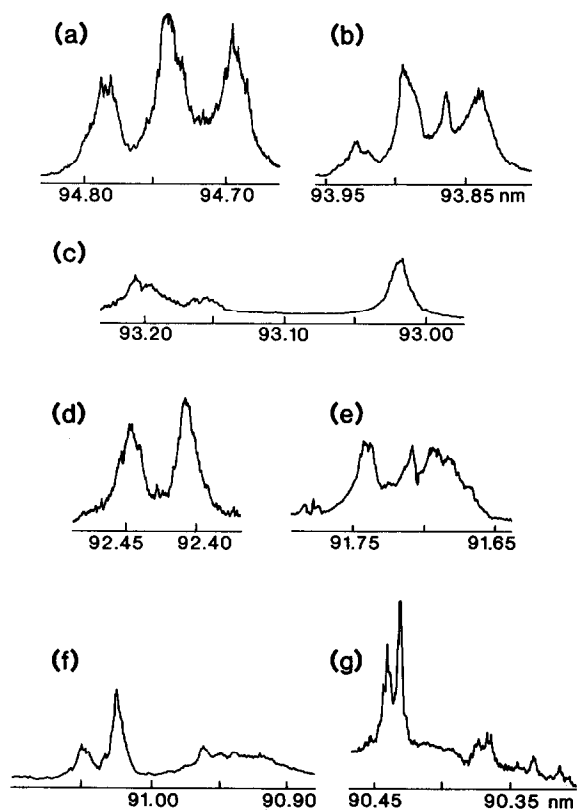 (a) (b)
94.80 94.70 93.95 93.85 nm
(c)
93.20 93.10 93.00
(d) (e)
92.45 92.40 91.75 91.65
(f) (g)
91.00 90.90 90.45 90.35 nm